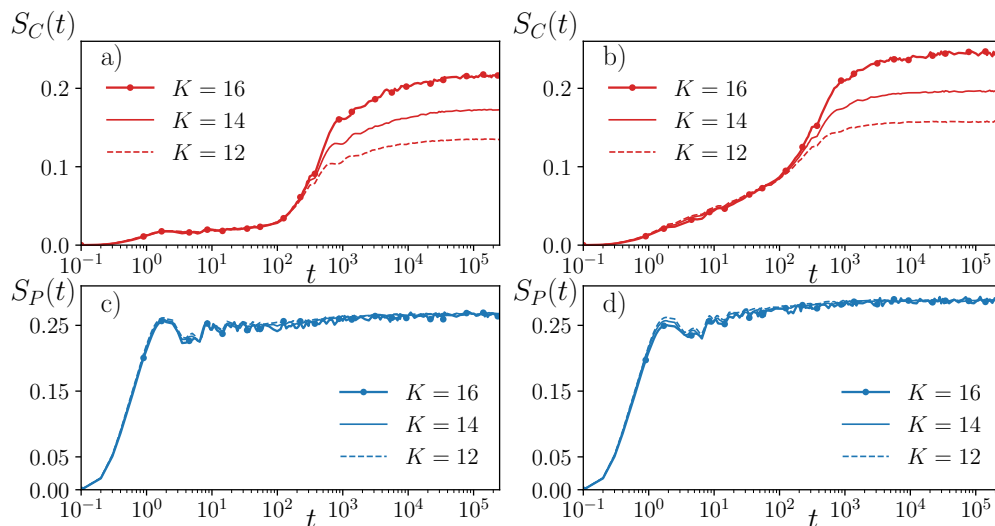 S_C(t)
a)
K = 16
K = 14
K = 12
0.2
0.1
0.0
10^{-1} 10^0 10^1 10^2 10^3 10^4 10^5
t
S_C(t)
b)
K = 16
K = 14
K = 12
0.2
0.1
0.0
10^{-1} 10^0 10^1 10^2 10^3 10^4 10^5
t
S_P(t)
c)
0.25
0.15
0.05
0.00
K = 16
K = 14
K = 12
10^{-1} 10^0 10^1 10^2 10^3 10^4 10^5
t
S_P(t)
d)
0.25
0.15
0.05
0.00
K = 16
K = 14
K = 12
10^{-1} 10^0 10^1 10^2 10^3 10^4 10^5
t